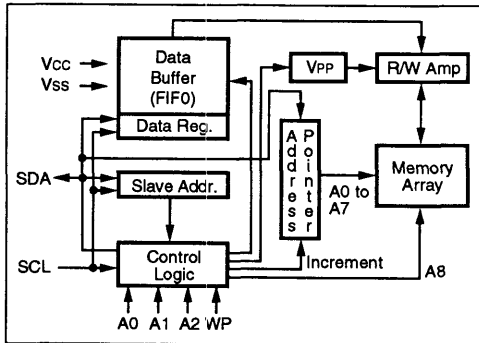 Vcc
Vss
Data
Buffer
(FIF0)
Data Reg.
VPP
R/W Amp
Address
Pointer
Memory
Array
A0 to
A7
SDA
Slave Addr.
SCL
Control
Logic
Increment
A8
A0 A1 A2 WP